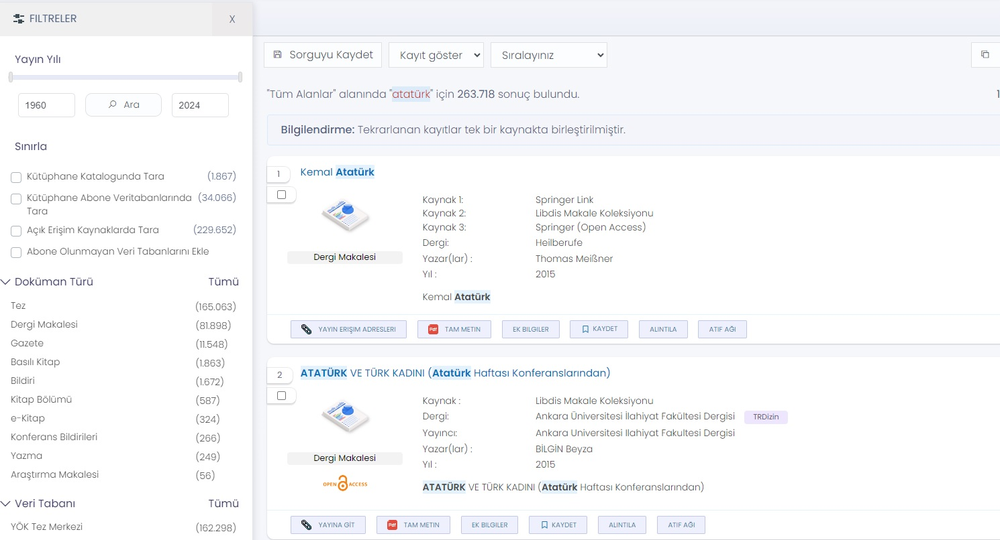 FILTRELER
X
Yayın Yılı
1960
Ara
2024
Sınırla
Kütüphane Katalogunda Tara (1.867)
Kütüphane Abone Veritabanlarında (34.066)
Tara
Açık Erişim Kaynaklarda Tara (229.652)
Abone Olunmayan Veri Tabanlarını Ekle
Doküman Türü Tümü
Tez (165.063)
Dergi Makalesi (81.898)
Gazete (11.548)
Basılı Kitap (1.863)
Bildiri (1.672)
Kitap Bölümü (587)
e-Kitap (324)
Konferans Bildirileri (266)
Yazma (249)
Araştırma Makalesi (56)
Veri Tabanı Tümü
YÖK Tez Merkezi (162.298)
Sorguyu Kaydet
Kayıt göster
Sıralayınız
"Tüm Alanlar" alanında "atatürk" için 263.718 sonuç bulundu.
1
Bilgilendirme: Tekrarlanan kayıtlar tek bir kaynakta birleştirilmiştir.
1
Kemal Atatürk
Dergi Makalesi
Kaynak 1: Springer Link
Kaynak 2: Libdis Makale Koleksiyonu
Kaynak 3: Springer (Open Access)
Dergi: Heilberufe
Yazar(lar) : Thomas Meißner
Yıl : 2015
Kemal Atatürk
YAYIN ERIŞIM ADRESLERI
Pdf TAM METIN
EK BILGILER
KAYDET
ALINTILA
ATIF AĞI
2
ATATÜRK VE TÜRK KADINI (Atatürk Haftası Konferanslarından)
Dergi Makalesi
OPEN ACCESS
Kaynak : Libdis Makale Koleksiyonu
Dergi: Ankara Üniversitesi İlahiyat Fakültesi Dergisi TRDizin
Yayıncı: Ankara Universitesi Ilahiyat Fakultesi Dergisi
Yazar(lar) : BİLGİN Beyza
Yıl : 2015
ATATÜRK VE TÜRK KADINI (Atatürk Haftası Konferanslarından)
YAYINA GİT
Pdf TAM METIN
EK BILGILER
KAYDET
ALINTILA
ATIF AĞI